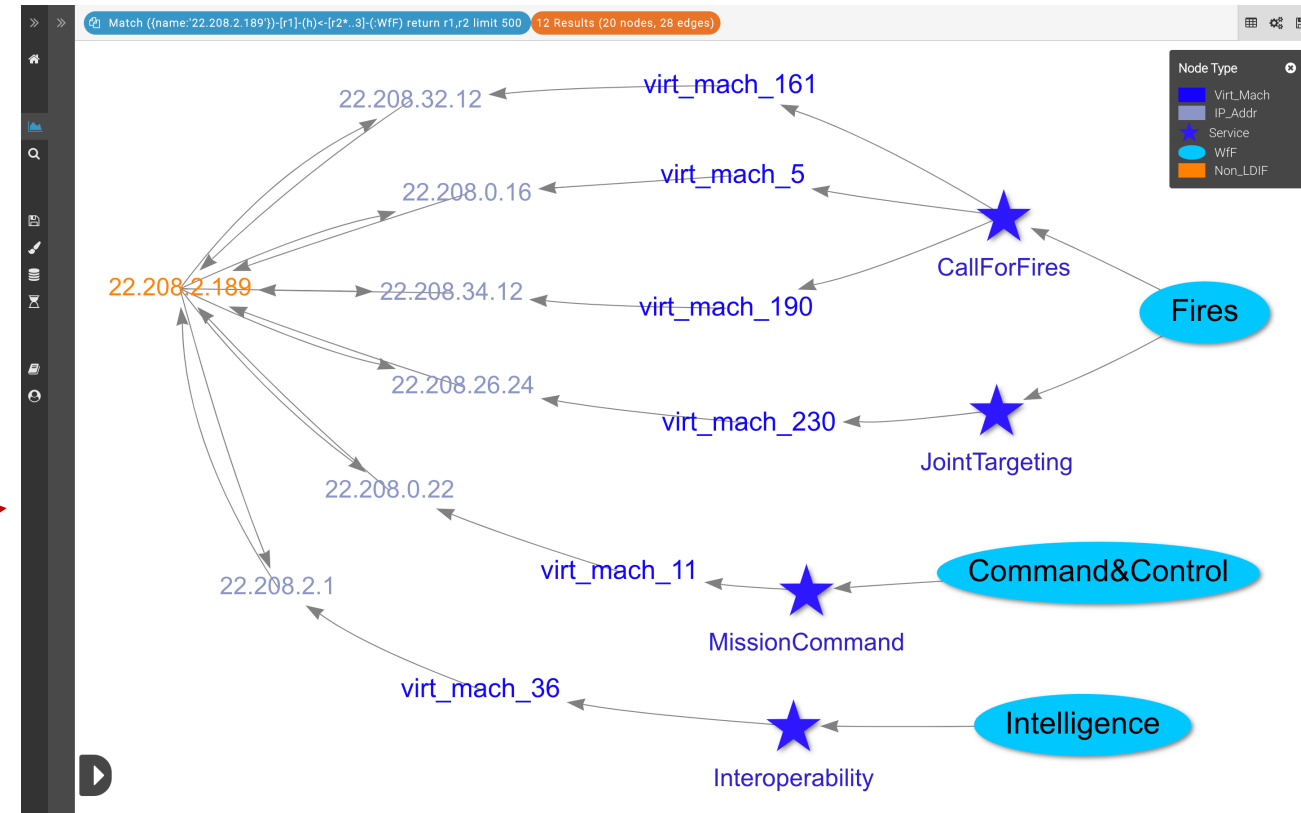 Match ({name:'22.208.2.189'})-[r1]-(h)<-[r2*..3]-(:WfF) return r1,r2 limit 500
12 Results (20 nodes, 28 edges)
Node Type
Virt_Mach
IP_Addr
Service
WfF
Non_LDIF
virt_mach_161
22.208.32.12
virt_mach_5
22.208.0.16
CallForFires
22.208.2.189
22.208.34.12
virt_mach_190
Fires
22.208.26.24
virt_mach_230
JointTargeting
22.208.0.22
virt_mach_11
Command&Control
22.208.2.1
MissionCommand
virt_mach_36
Intelligence
Interoperability